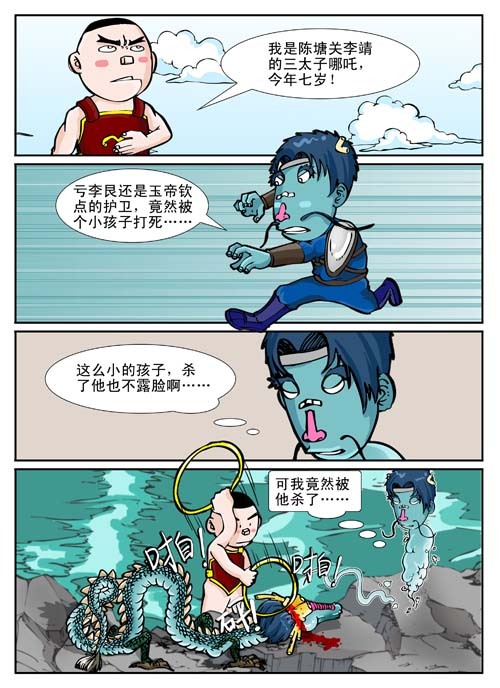 我是陈塘关李靖
的三太子哪吒，
今年七岁！
亏李艮还是玉帝钦
点的护卫，竟然被
个小孩子打死……
这么小的孩子，杀
了他也不露脸啊……
可我竟然被
他杀了……
啪！
啪！
砰！